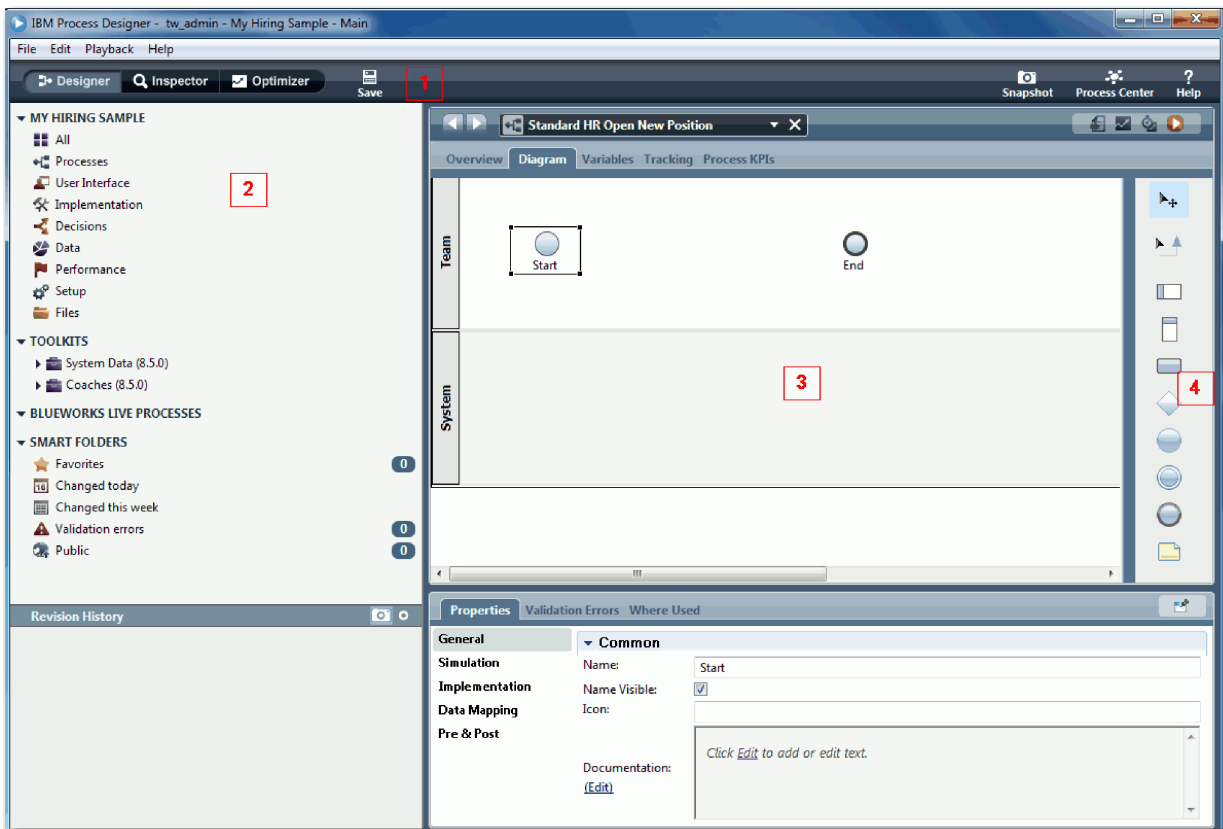 IBM Process Designer - tw_admin - My Hiring Sample - Main
File Edit Playback Help
Designer Inspector Optimizer Save 1 Snapshot Process Center ? Help
MY HIRING SAMPLE
All
Processes
User Interface
2
Implementation
Decisions
Data
Performance
Setup
Files
TOOLKITS
System Data (8.5.0)
Coaches (8.5.0)
BLUEWORKS LIVE PROCESSES
SMART FOLDERS
Favorites 0
Changed today
Changed this week
Validation errors 0
Public 0
Revision History
Standard HR Open New Position
Overview Diagram Variables Tracking Process KPIs
Team
Start
End
System
3
4
Properties Validation Errors Where Used
General
Simulation
Implementation
Data Mapping
Pre & Post
Common
Name: Start
Name Visible:
Icon:
Documentation:
(Edit)
Click Edit to add or edit text.